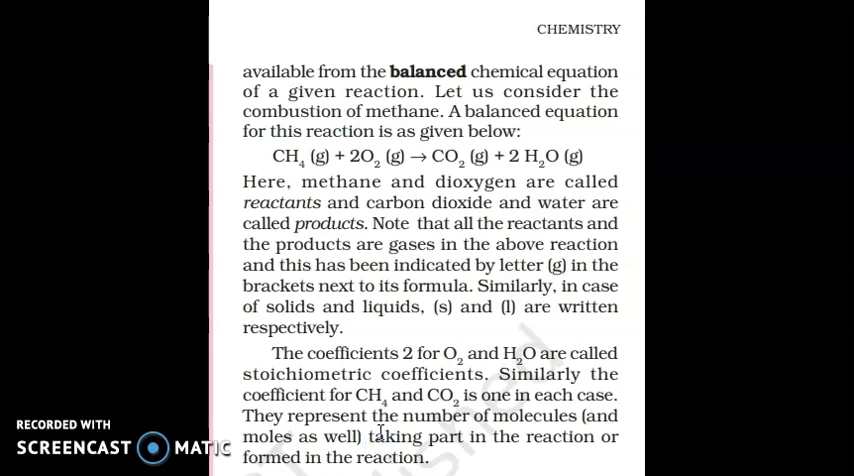 CHEMISTRY
available from the balanced chemical equation
of a given reaction. Let us consider the
combustion of methane. A balanced equation
for this reaction is as given below:
CH₄ (g) + 2O₂ (g) → CO₂ (g) + 2 H₂O (g)
Here, methane and dioxygen are called
reactants and carbon dioxide and water are
called products. Note that all the reactants and
the products are gases in the above reaction
and this has been indicated by letter (g) in the
brackets next to its formula. Similarly, in case
of solids and liquids, (s) and (l) are written
respectively.
The coefficients 2 for O₂ and H₂O are called
stoichiometric coefficients. Similarly the
coefficient for CH₄ and CO₂ is one in each case.
They represent the number of molecules (and
moles as well) taking part in the reaction or
formed in the reaction.
RECORDED WITH
SCREENCAST MATIC